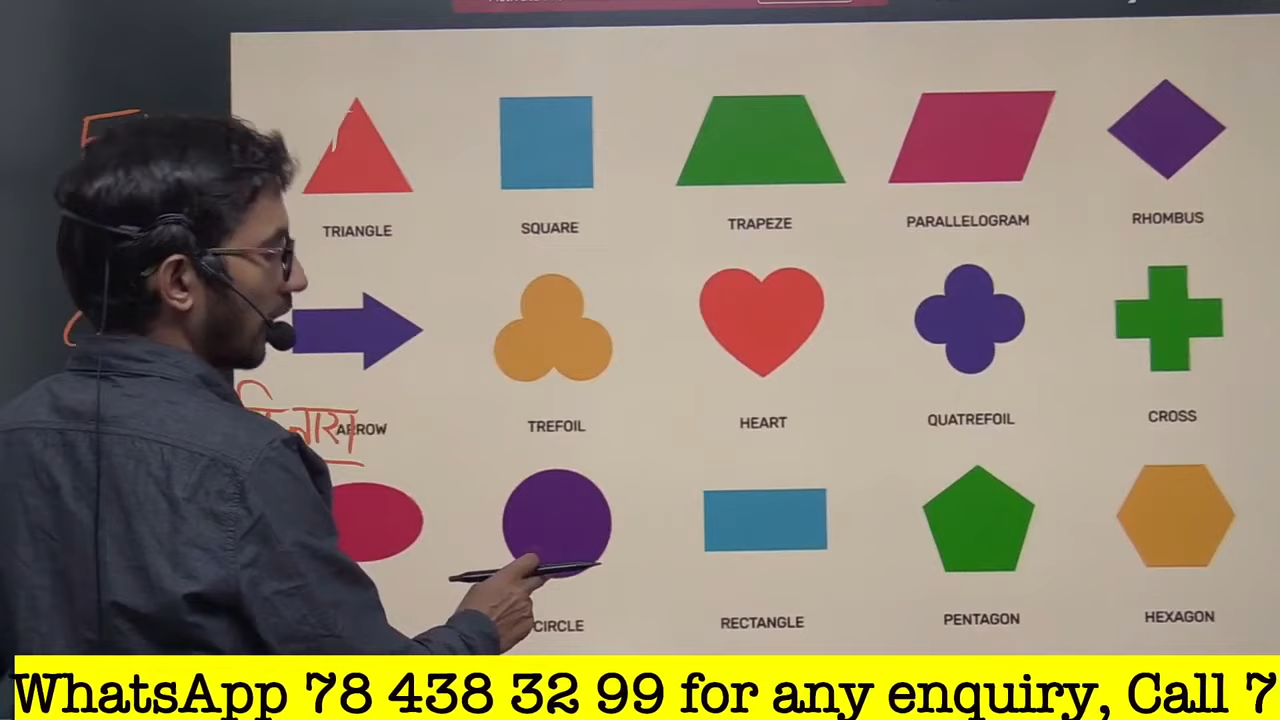 TRIANGLE SQUARE TRAPEZE PARALLELOGRAM RHOMBUS
ARROW TREFOIL HEART QUATREFOIL CROSS
CIRCLE RECTANGLE PENTAGON HEXAGON
WhatsApp 78 438 32 99 for any enquiry, Call 7